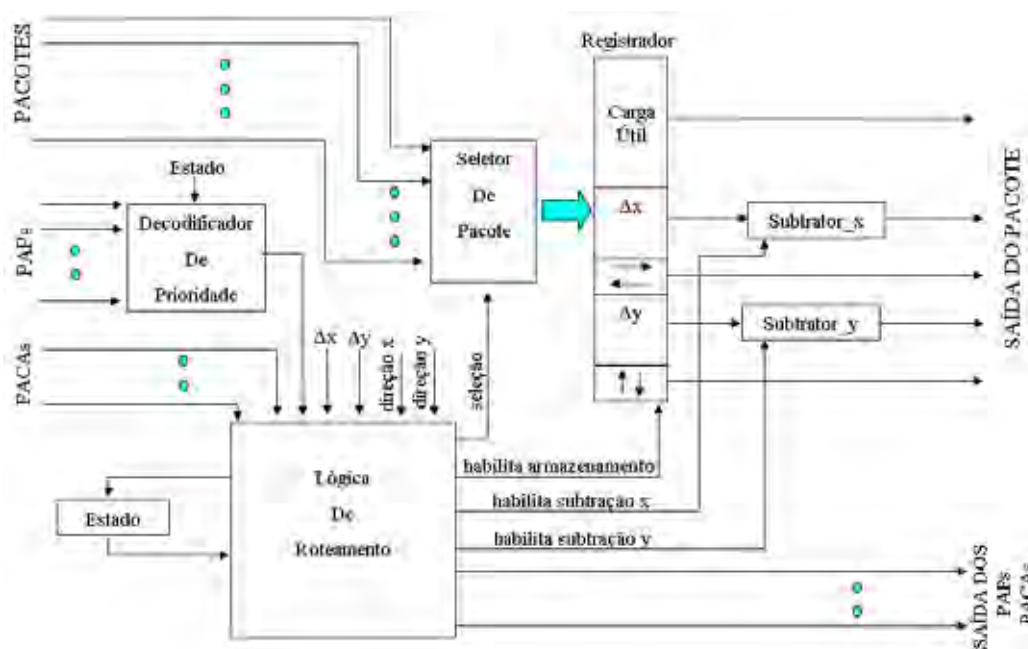 PACOTES
Registrador
Carga
Útil
Estado
Seletor
De
Pacote
Δx
Subtrator_x
SAÍDA DO PACOTE
PAPs
Decodificador
De
Prioridade
Δy
Subtrator_y
PACAs
Δx
Δy
direção x
direção y
seleção
Lógica
De
Roteamento
habilita armazenamento
habilita subtração x
habilita subtração y
Estado
SAÍDA DOS
PAPs
PACAs